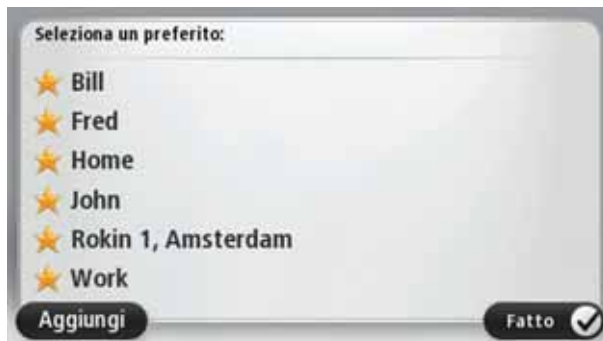 Seleziona un preferito:
Bill
Fred
Home
John
Rokin 1, Amsterdam
Work
Aggiungi
Fatto